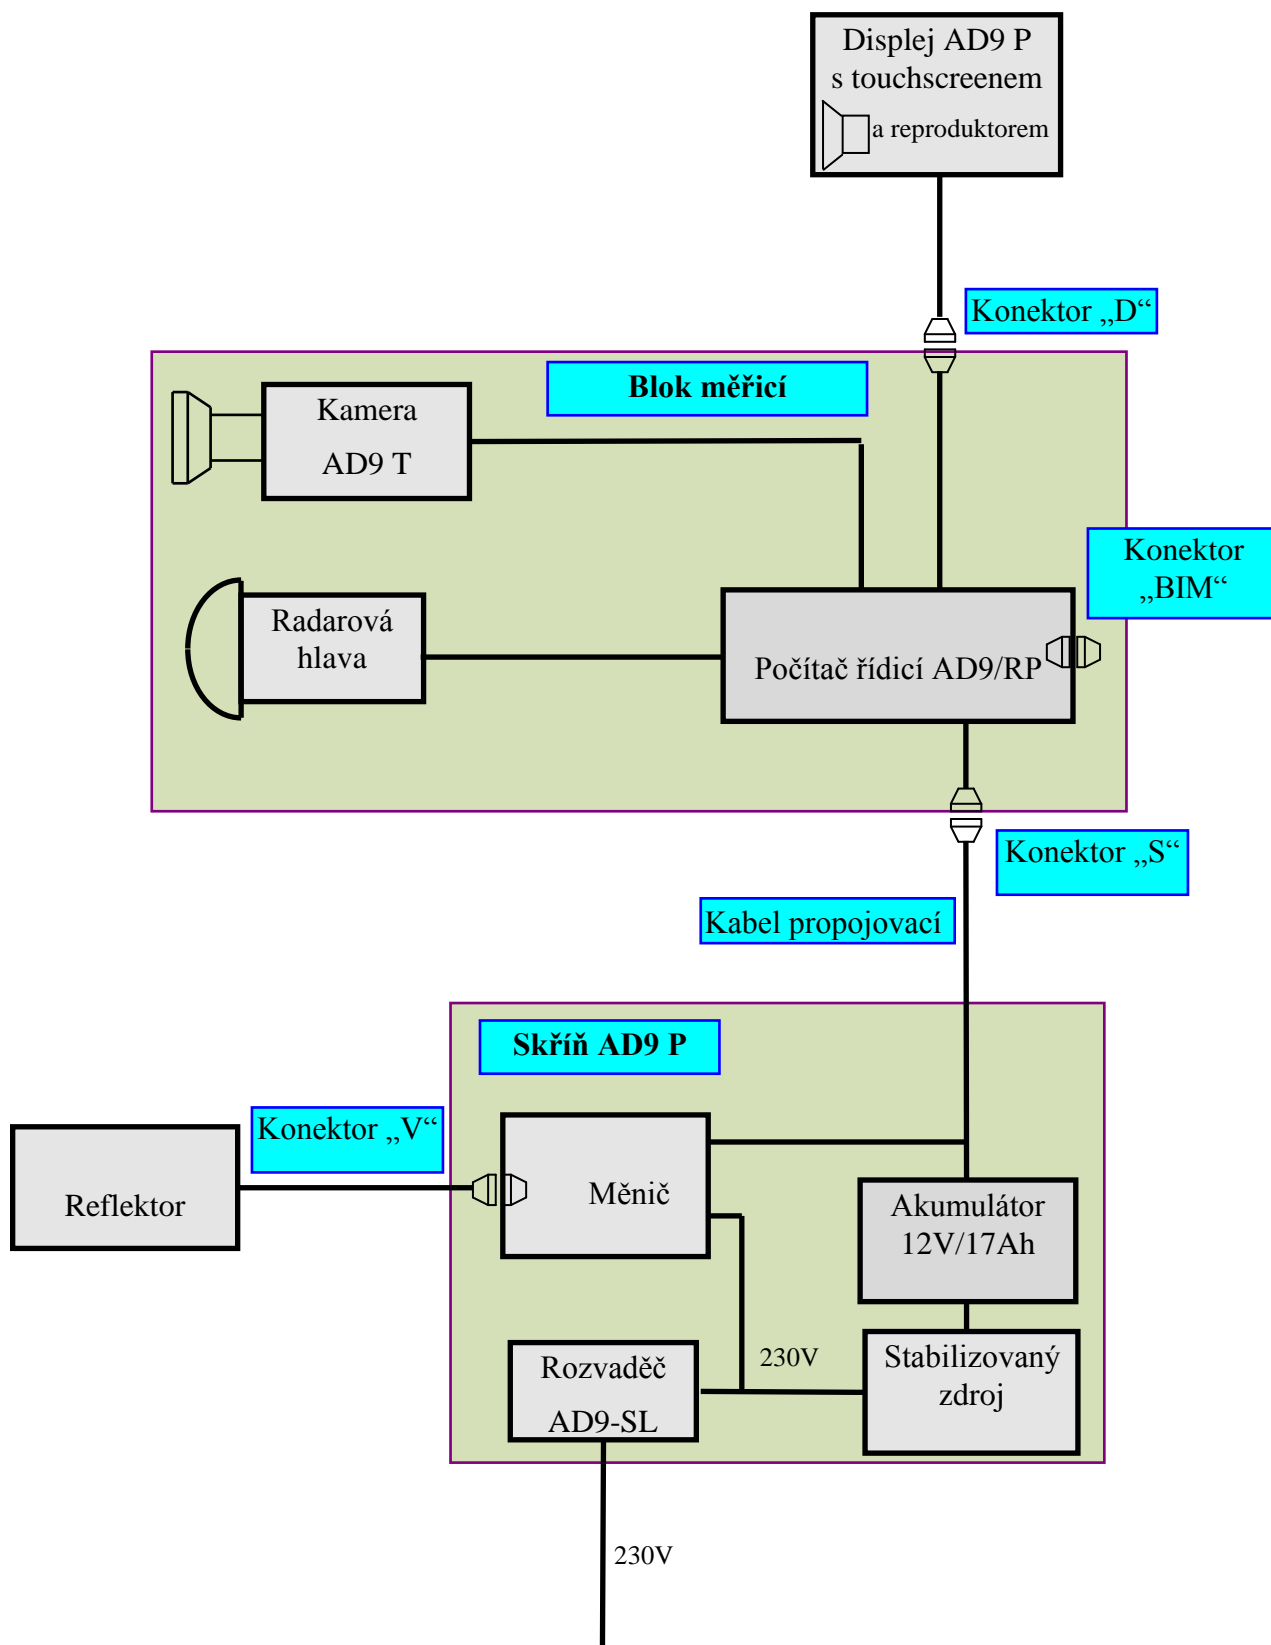 Displej AD9 P
s touchscreenem
a reproduktorem
Konektor „D“
Blok měřicí
Kamera
AD9 T
Konektor
„BIM“
Radarová
hlava
Počítač řídicí AD9/RP
Konektor „S“
Kabel propojovací
Skříň AD9 P
Konektor „V“
Reflektor
Měnič
Akumulátor
12V/17Ah
Rozvaděč
AD9-SL
230V
Stabilizovaný
zdroj
230V